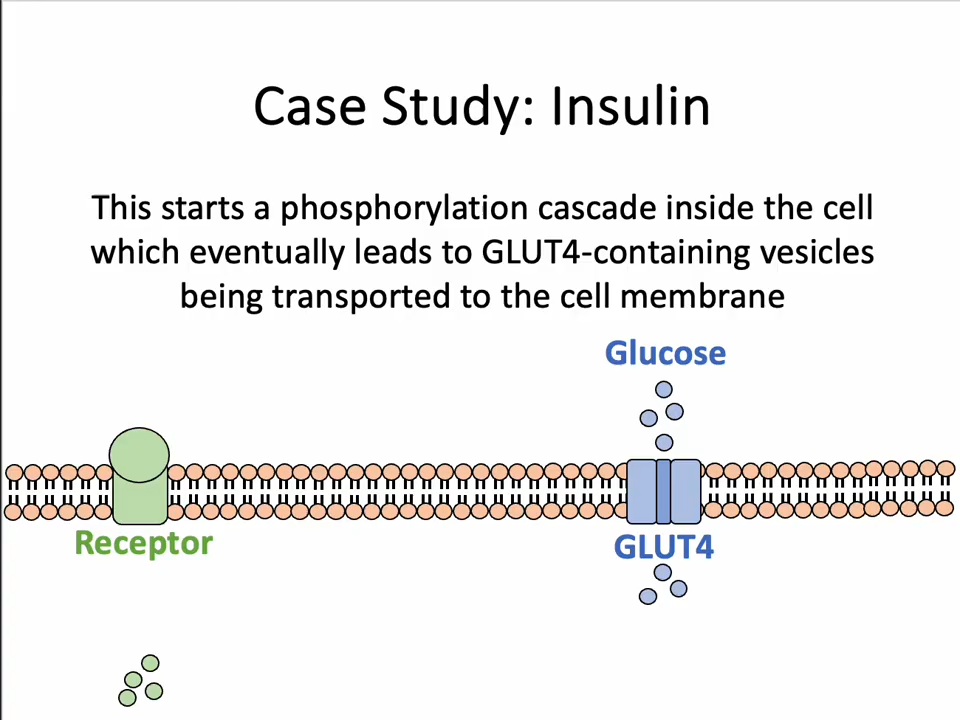 Case Study: Insulin
This starts a phosphorylation cascade inside the cell
which eventually leads to GLUT4-containing vesicles
being transported to the cell membrane
Glucose
Receptor
GLUT4